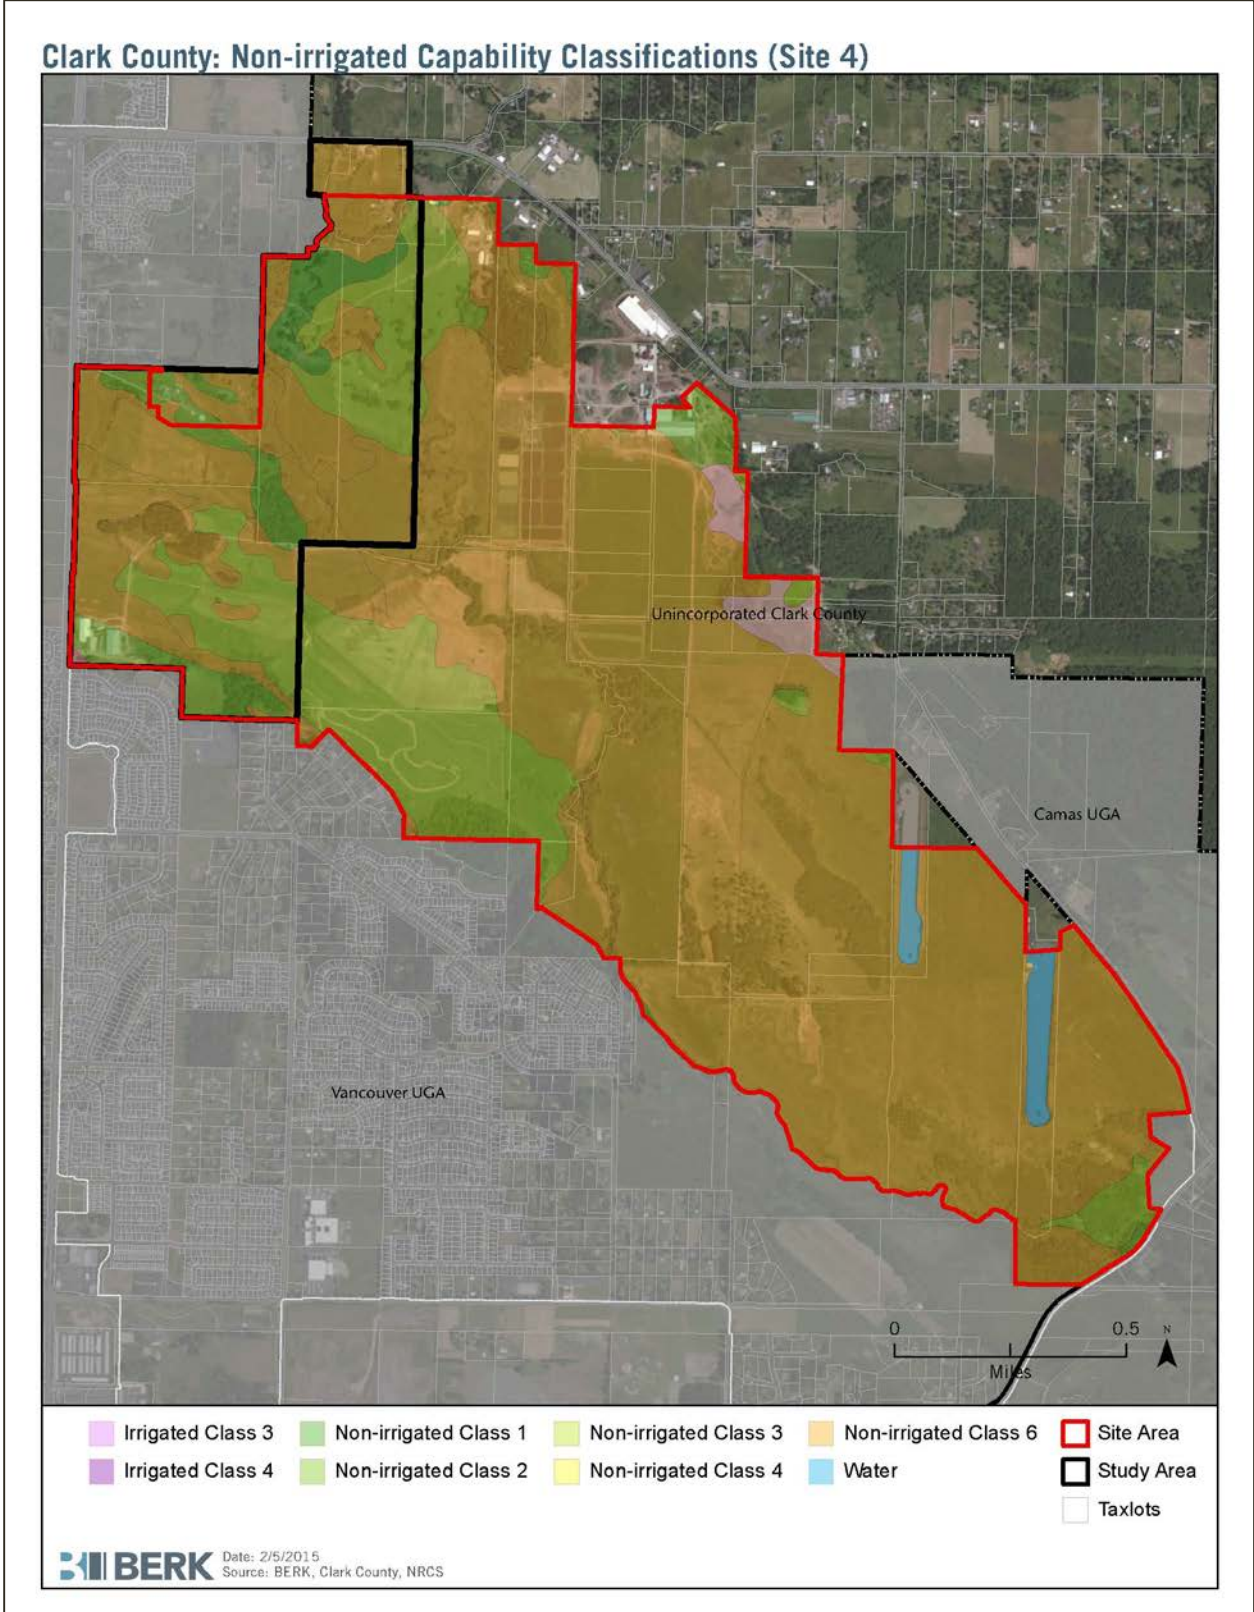 Clark County: Non-irrigated Capability Classifications (Site 4)
Unincorporated Clark County
Camas UGA
Vancouver UGA
0 0.5 N
Miles
Irrigated Class 3 Non-irrigated Class 1 Non-irrigated Class 3 Non-irrigated Class 6 Site Area
Irrigated Class 4 Non-irrigated Class 2 Non-irrigated Class 4 Water Study Area
Taxlots
BERK Date: 2/5/2015
Source: BERK, Clark County, NRCS